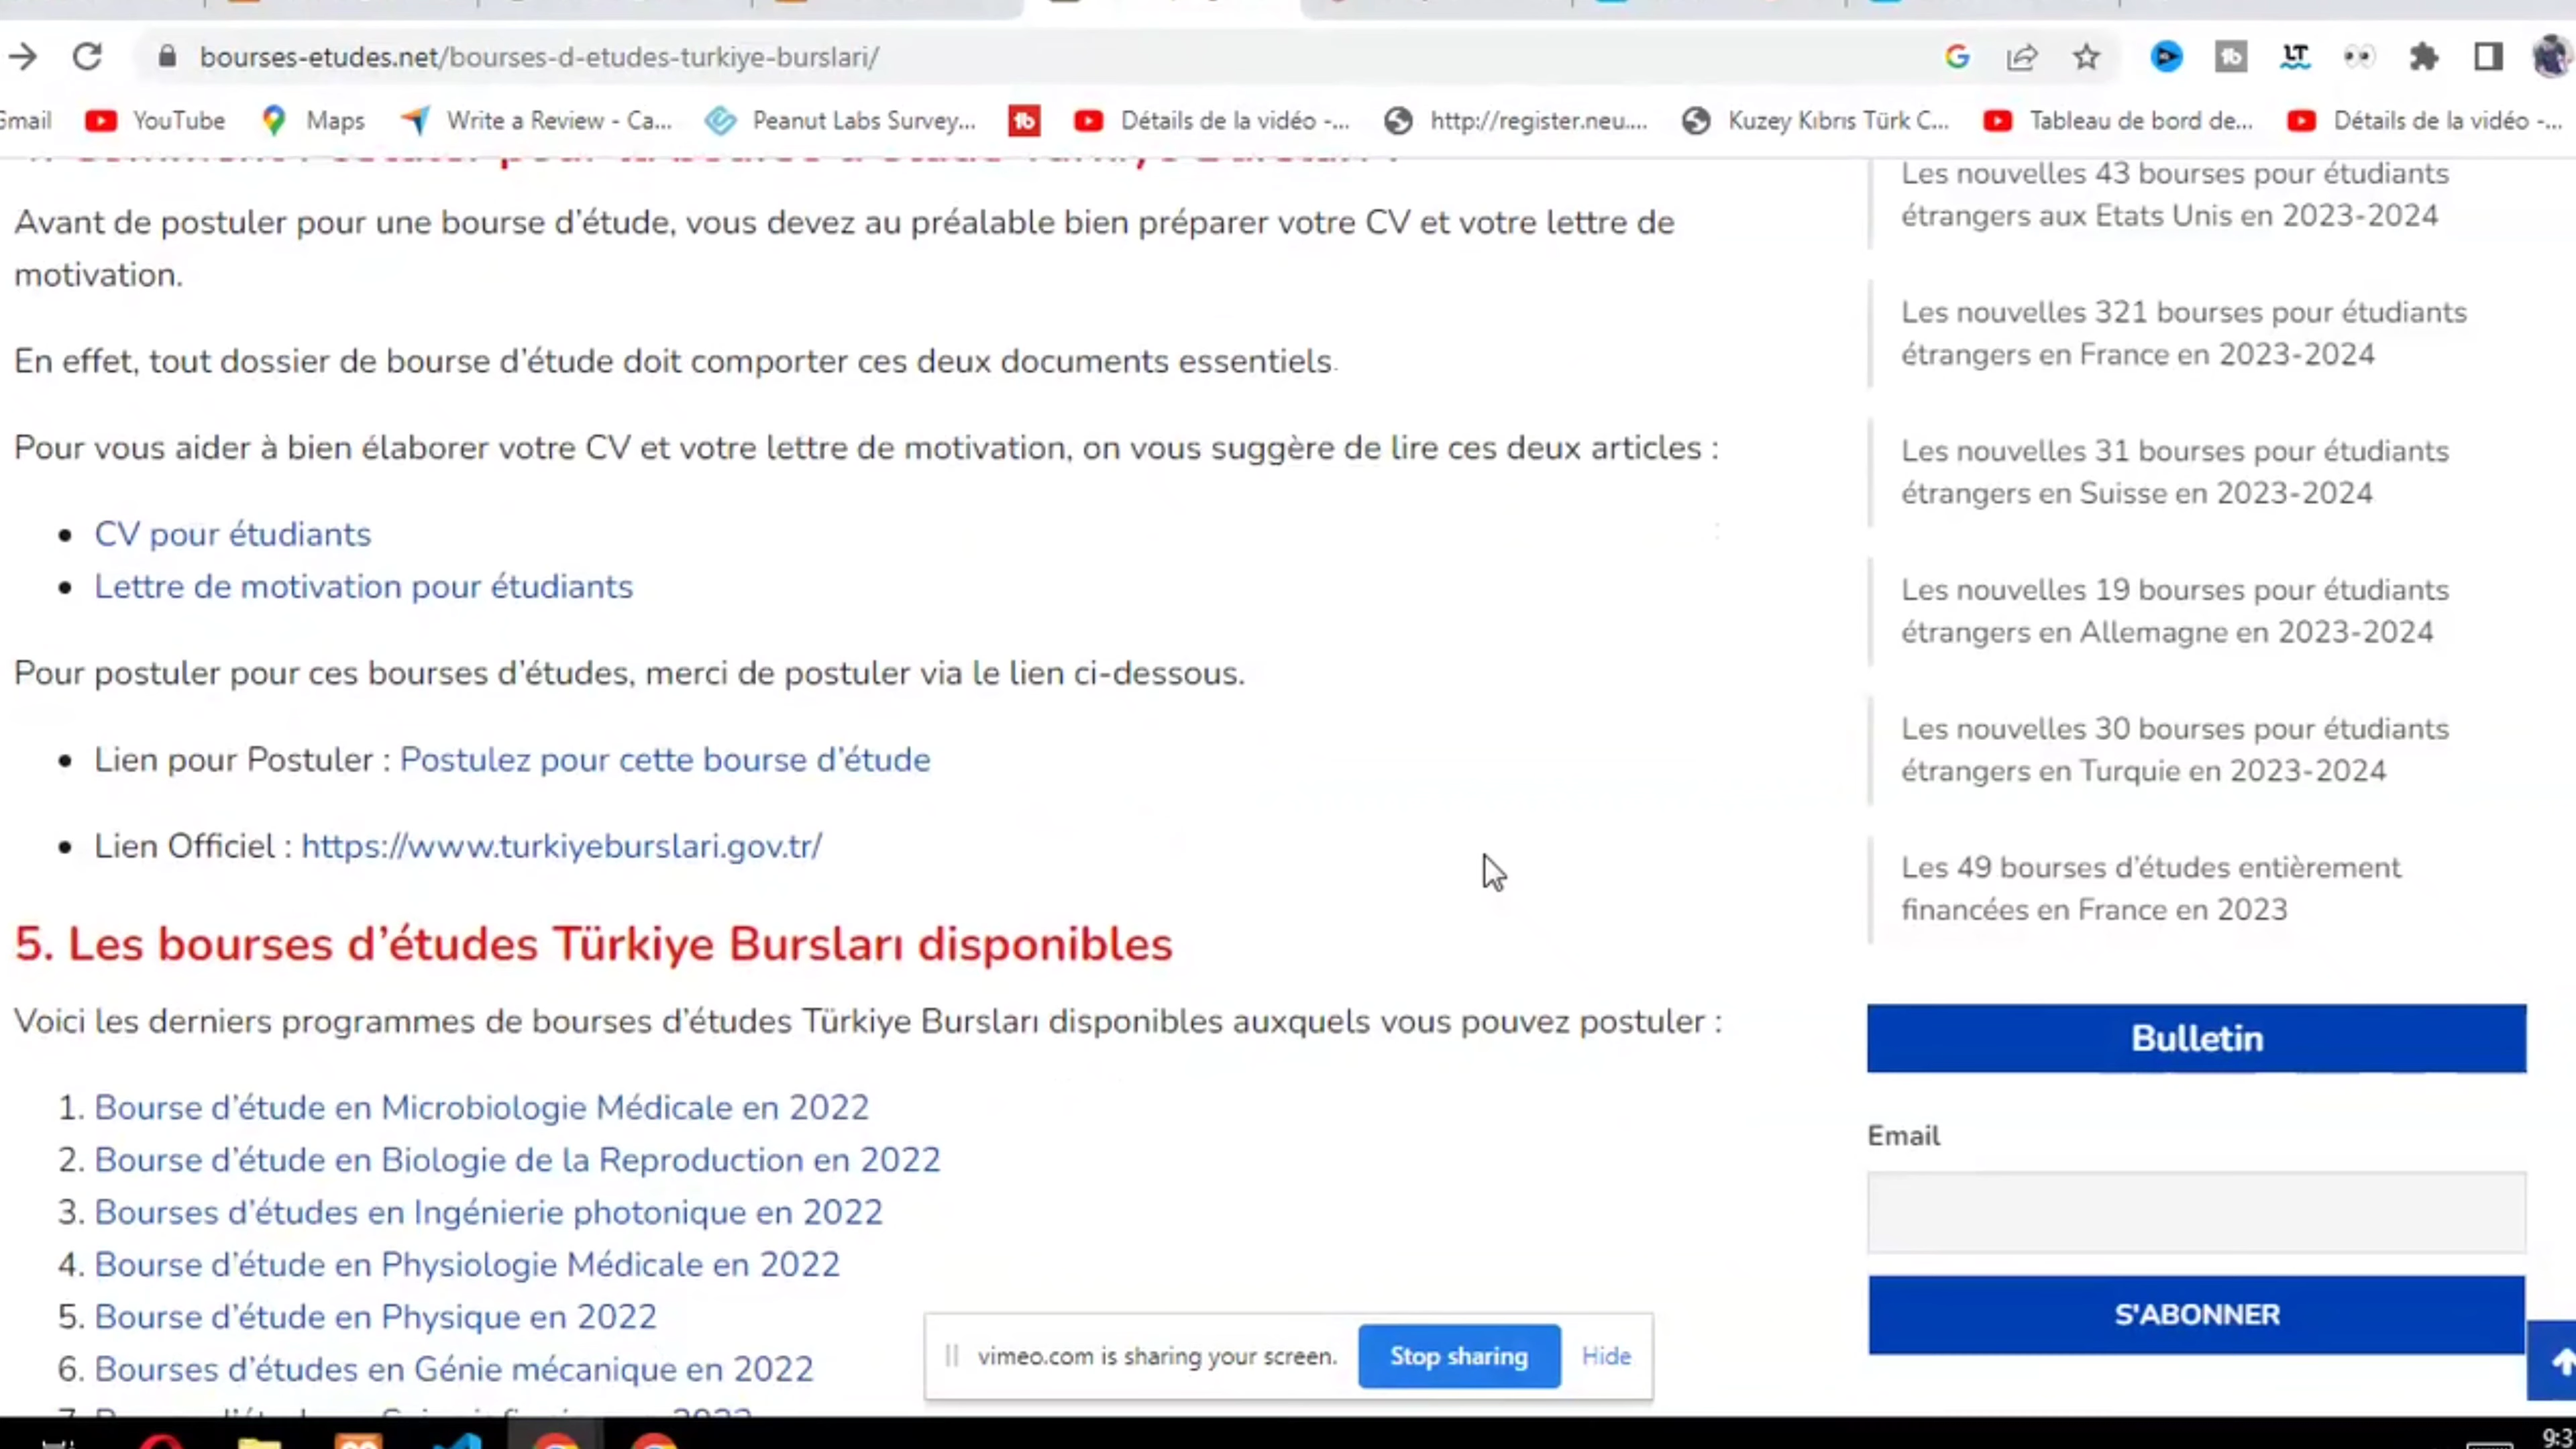 bourses-etudes.net/bourses-d-etudes-turkiye-burslari/
Gmail
YouTube
Maps
Write a Review - Ca...
Peanut Labs Survey...
Détails de la vidéo -...
http://register.neu....
Kuzey Kıbrıs Türk C...
Tableau de bord de...
Détails de la vidéo -...
Avant de postuler pour une bourse d'étude, vous devez au préalable bien préparer votre CV et votre lettre de
motivation.
En effet, tout dossier de bourse d'étude doit comporter ces deux documents essentiels.
Pour vous aider à bien élaborer votre CV et votre lettre de motivation, on vous suggère de lire ces deux articles :
• CV pour étudiants
• Lettre de motivation pour étudiants
Pour postuler pour ces bourses d'études, merci de postuler via le lien ci-dessous.
• Lien pour Postuler : Postulez pour cette bourse d'étude
• Lien Officiel : https://www.turkiyeburslari.gov.tr/
5. Les bourses d'études Türkiye Bursları disponibles
Voici les derniers programmes de bourses d'études Türkiye Bursları disponibles auxquels vous pouvez postuler :
1. Bourse d'étude en Microbiologie Médicale en 2022
2. Bourse d'étude en Biologie de la Reproduction en 2022
3. Bourses d'études en Ingénierie photonique en 2022
4. Bourse d'étude en Physiologie Médicale en 2022
5. Bourse d'étude en Physique en 2022
6. Bourses d'études en Génie mécanique en 2022
Les nouvelles 43 bourses pour étudiants
étrangers aux Etats Unis en 2023-2024
Les nouvelles 321 bourses pour étudiants
étrangers en France en 2023-2024
Les nouvelles 31 bourses pour étudiants
étrangers en Suisse en 2023-2024
Les nouvelles 19 bourses pour étudiants
étrangers en Allemagne en 2023-2024
Les nouvelles 30 bourses pour étudiants
étrangers en Turquie en 2023-2024
Les 49 bourses d'études entièrement
financées en France en 2023
Bulletin
Email
S'ABONNER
vimeo.com is sharing your screen.
Stop sharing
Hide